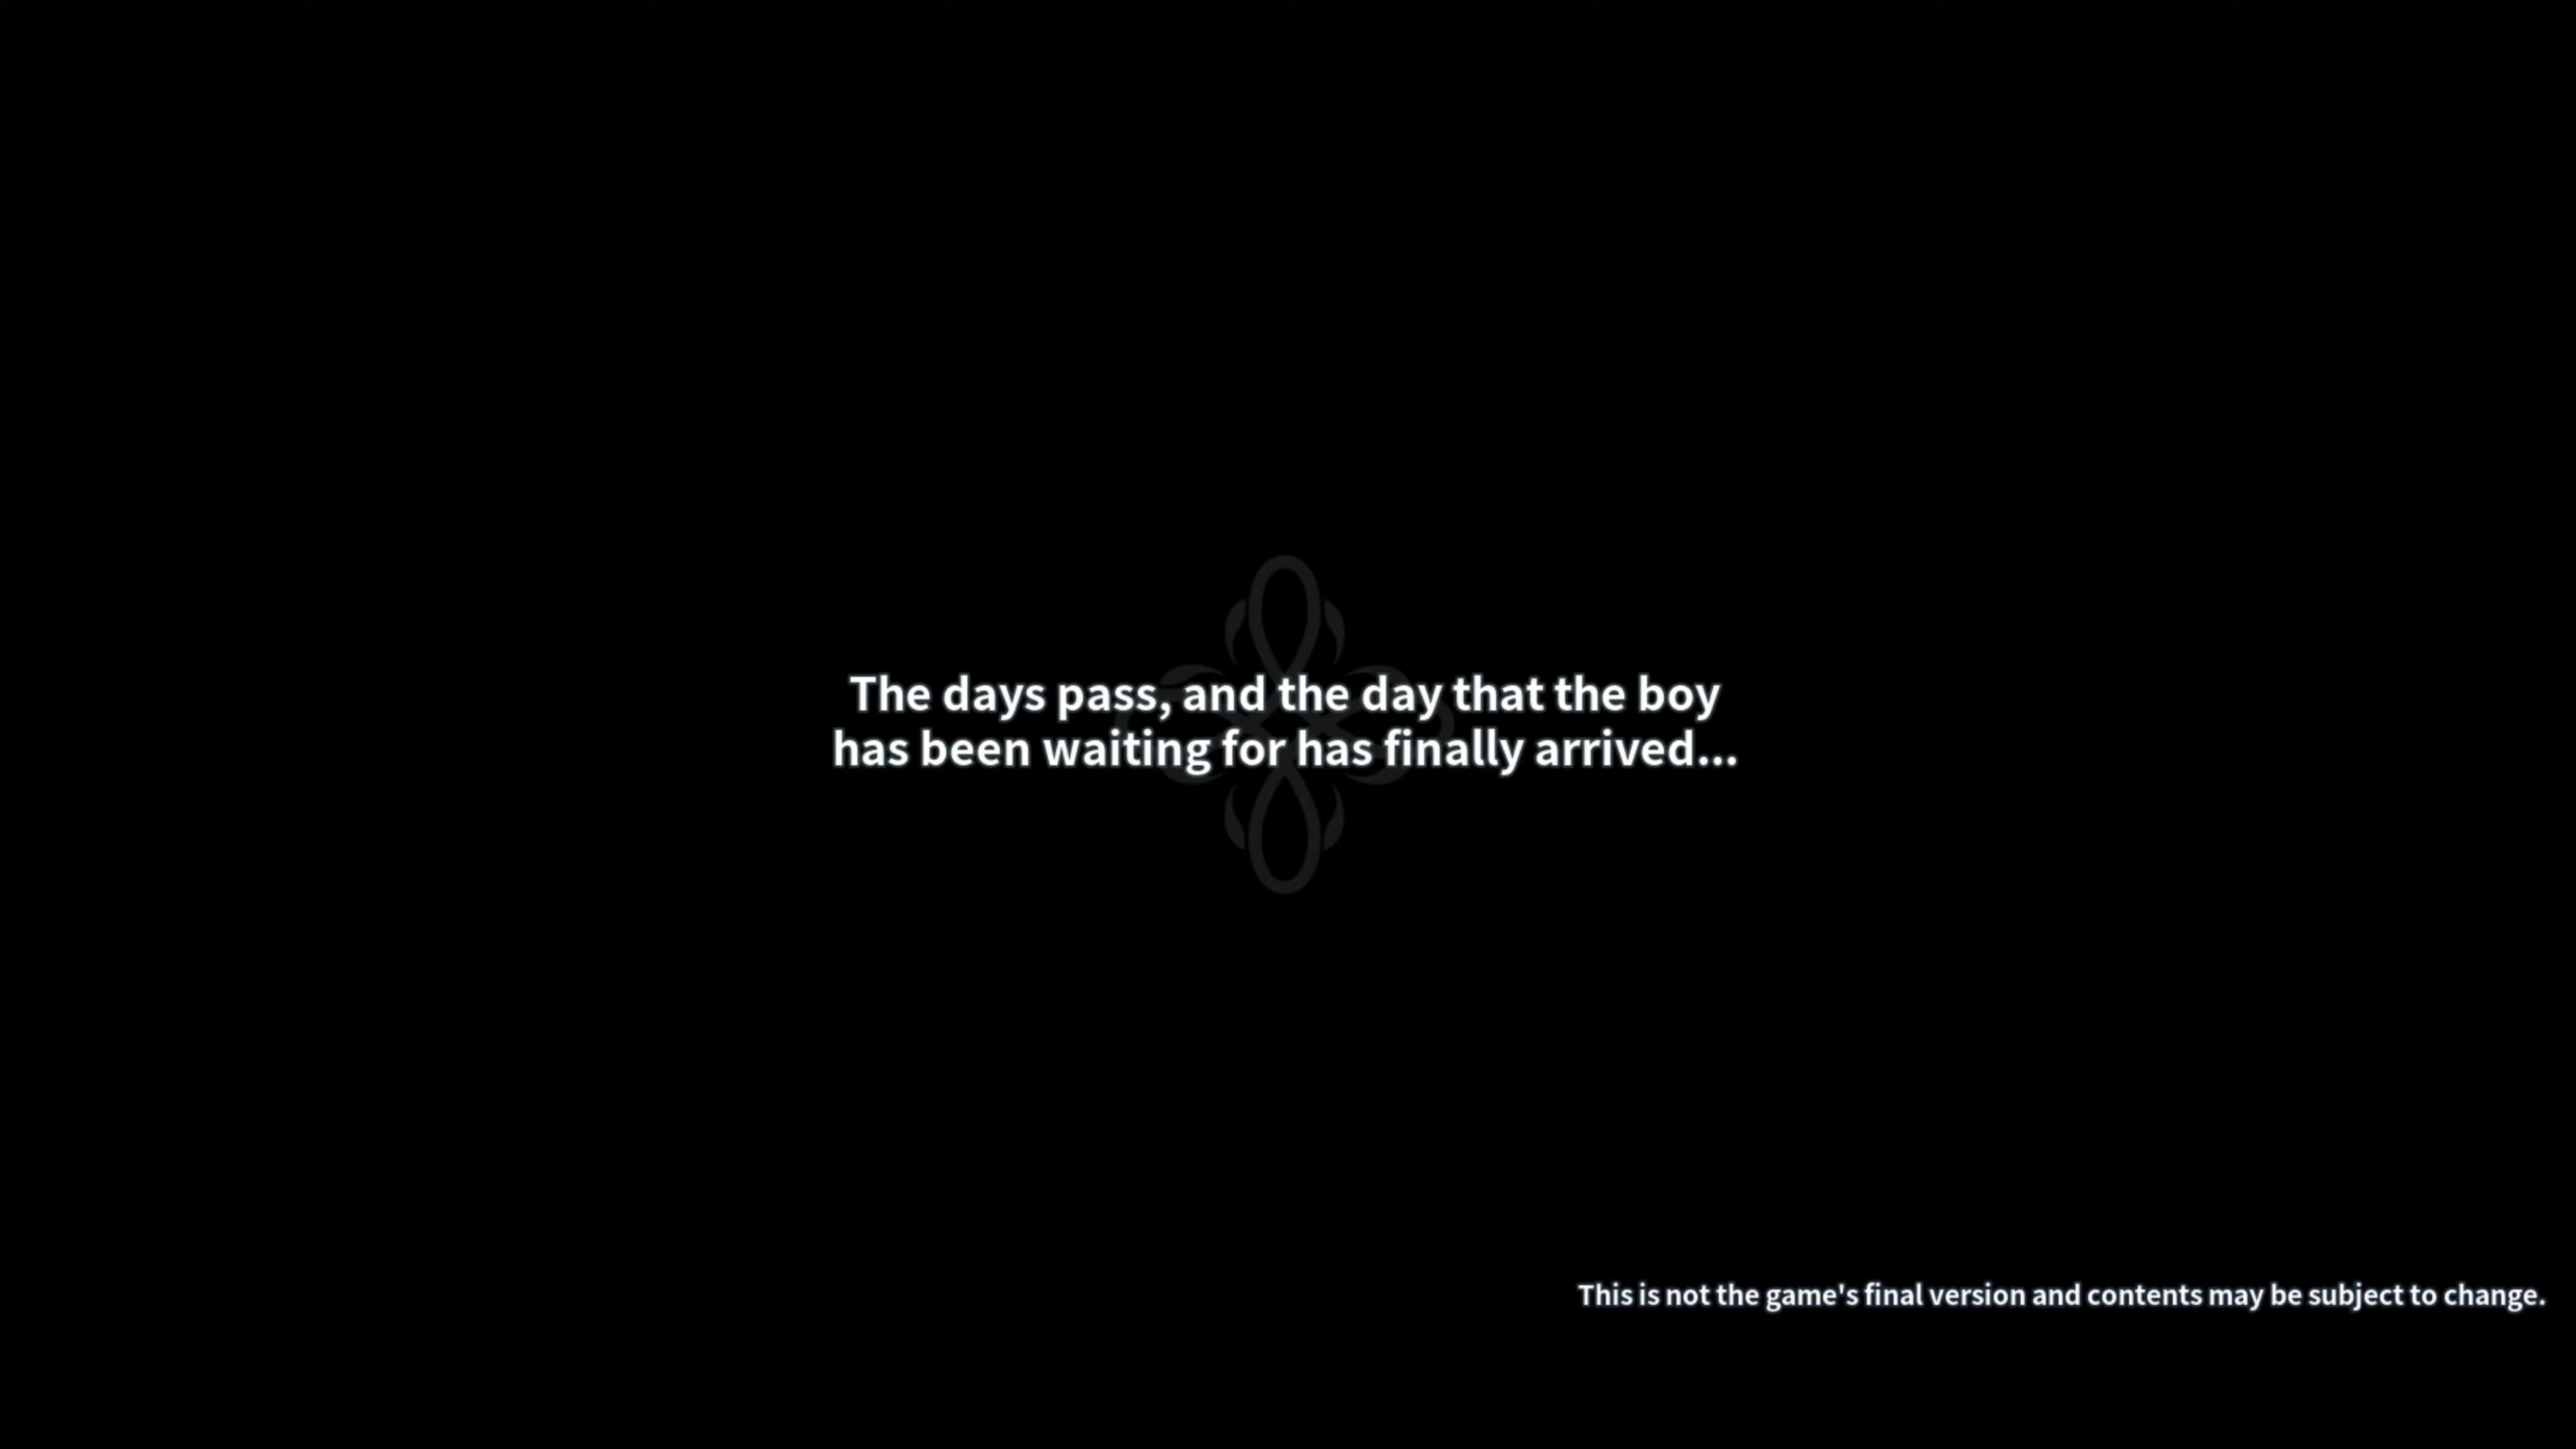 The days pass, and the day that the boy
has been waiting for has finally arrived...
This is not the game's final version and contents may be subject to change.